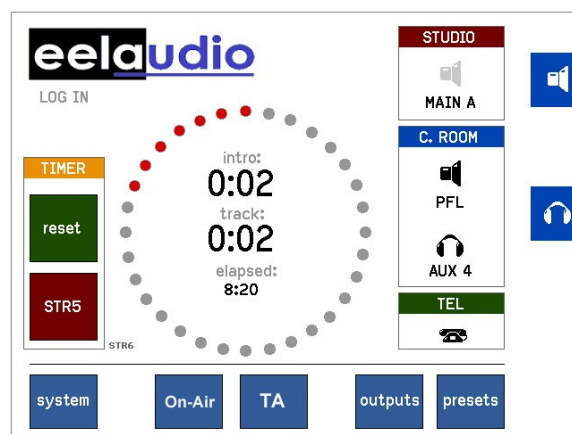 eelaudio
LOG IN
TIMER
reset
STR5
STR6
intro:
0:02
track:
0:02
elapsed:
8:20
STUDIO
MAIN A
C. ROOM
PFL
AUX 4
TEL
system
On-Air
TA
outputs
presets